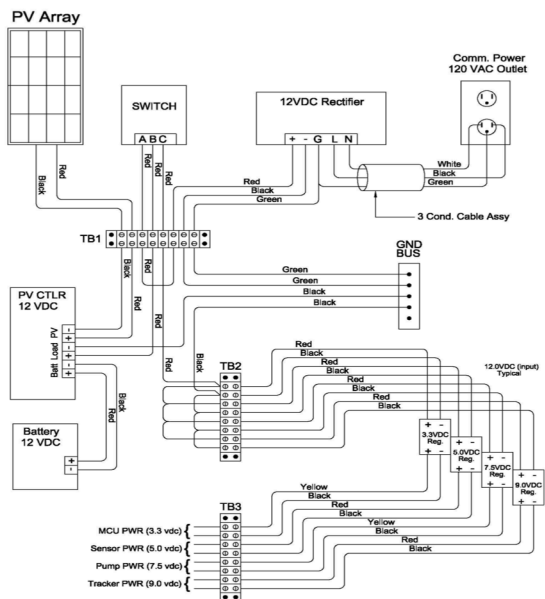 PV Array
SWITCH
A B C
12VDC Rectifier
+ - G L N
Comm. Power
120 VAC Outlet
White
Black
Green
3 Cond. Cable Assy
Red
Black
Green
Black
Red
Red
Red
Red
TB1
Black
Red
Red
Red
Black
GND
BUS
Green
Green
Black
Black
PV CTLR
12 VDC
Batt Load PV
- + - + - +
Black
Red
Battery
12 VDC
+
-
TB2
Red
Black
Red
Black
Red
Black
Red
Black
12.0VDC (input)
Typical
+ -
3.3VDC
Reg.
+ -
+ -
5.0VDC
Reg.
+ -
+ -
7.5VDC
Reg.
+ -
+ -
9.0VDC
Reg.
+ -
TB3
Yellow
Black
Red
Black
Yellow
Black
Red
Black
MCU PWR (3.3 vdc) {
Sensor PWR (5.0 vdc) {
Pump PWR (7.5 vdc) {
Tracker PWR (9.0 vdc) {